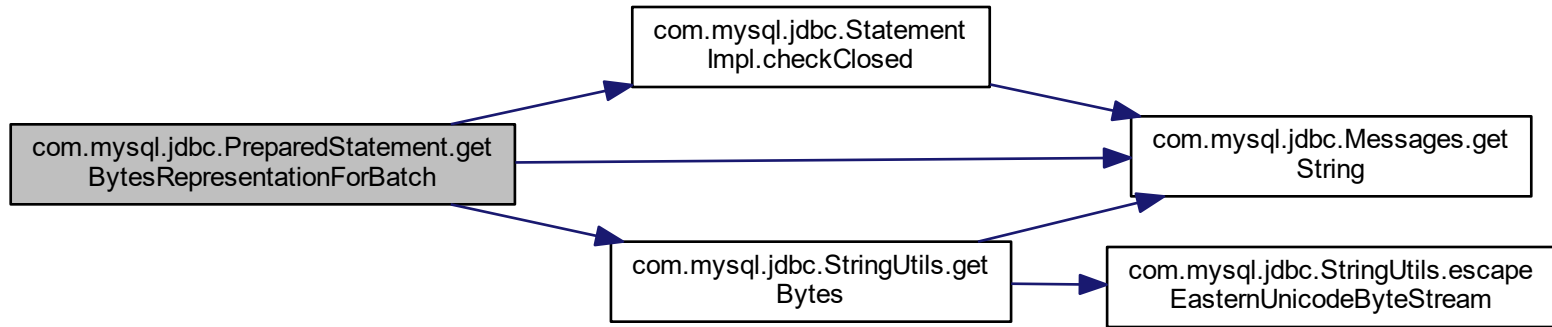 com.mysql.jdbc.PreparedStatement.get
BytesRepresentationForBatch
com.mysql.jdbc.Statement
Impl.checkClosed
com.mysql.jdbc.Messages.get
String
com.mysql.jdbc.StringUtils.get
Bytes
com.mysql.jdbc.StringUtils.escape
EasternUnicodeByteStream